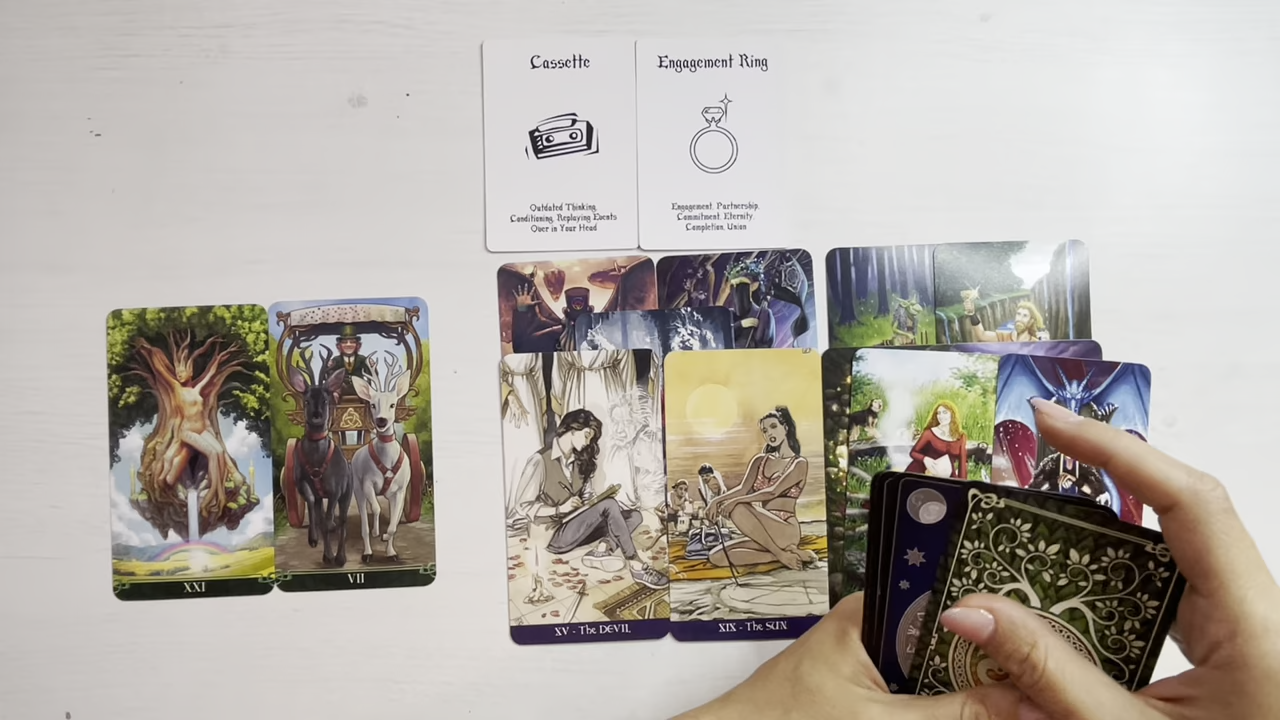 Cassette
Outdated Thinking,
Conditioning, Replaying Events
Over in Your Head
Engagement Ring
Engagement, Partnership,
Commitment, Eternity,
Completion, Union
XXI
VII
XV - The DEVIL
XIX - The SUN